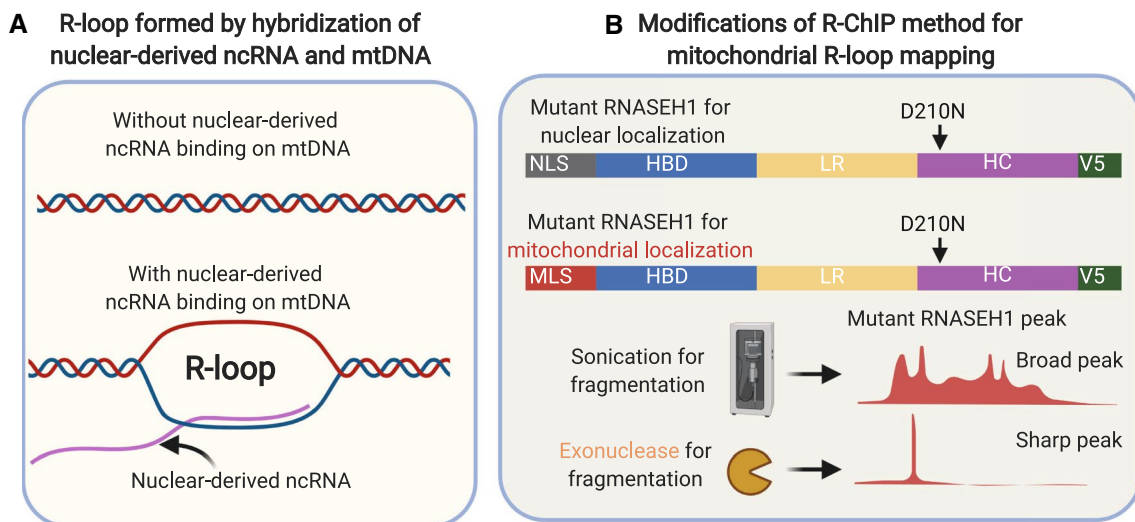 A
R-loop formed by hybridization of
nuclear-derived ncRNA and mtDNA
Without nuclear-derived
ncRNA binding on mtDNA
With nuclear-derived
ncRNA binding on mtDNA
R-loop
Nuclear-derived ncRNA
B
Modifications of R-ChIP method for
mitochondrial R-loop mapping
Mutant RNASEH1 for
nuclear localization
D210N
NLS HBD LR HC V5
Mutant RNASEH1 for
mitochondrial localization
D210N
MLS HBD LR HC V5
Mutant RNASEH1 peak
Sonication for
fragmentation
Broad peak
Exonuclease for
fragmentation
Sharp peak